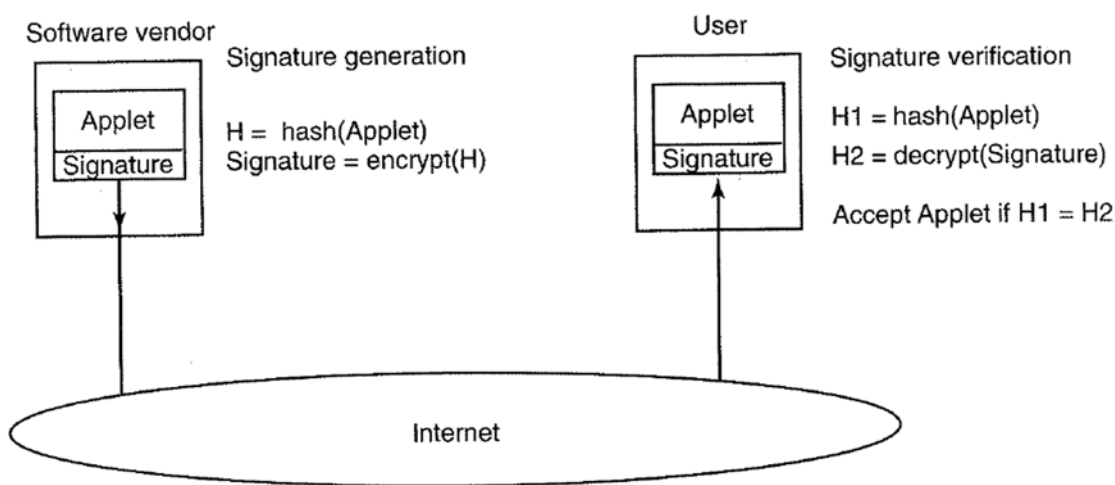 Software vendor
Signature generation
Applet
Signature
H = hash(Applet)
Signature = encrypt(H)
User
Signature verification
Applet
Signature
H1 = hash(Applet)
H2 = decrypt(Signature)
Accept Applet if H1 = H2
Internet